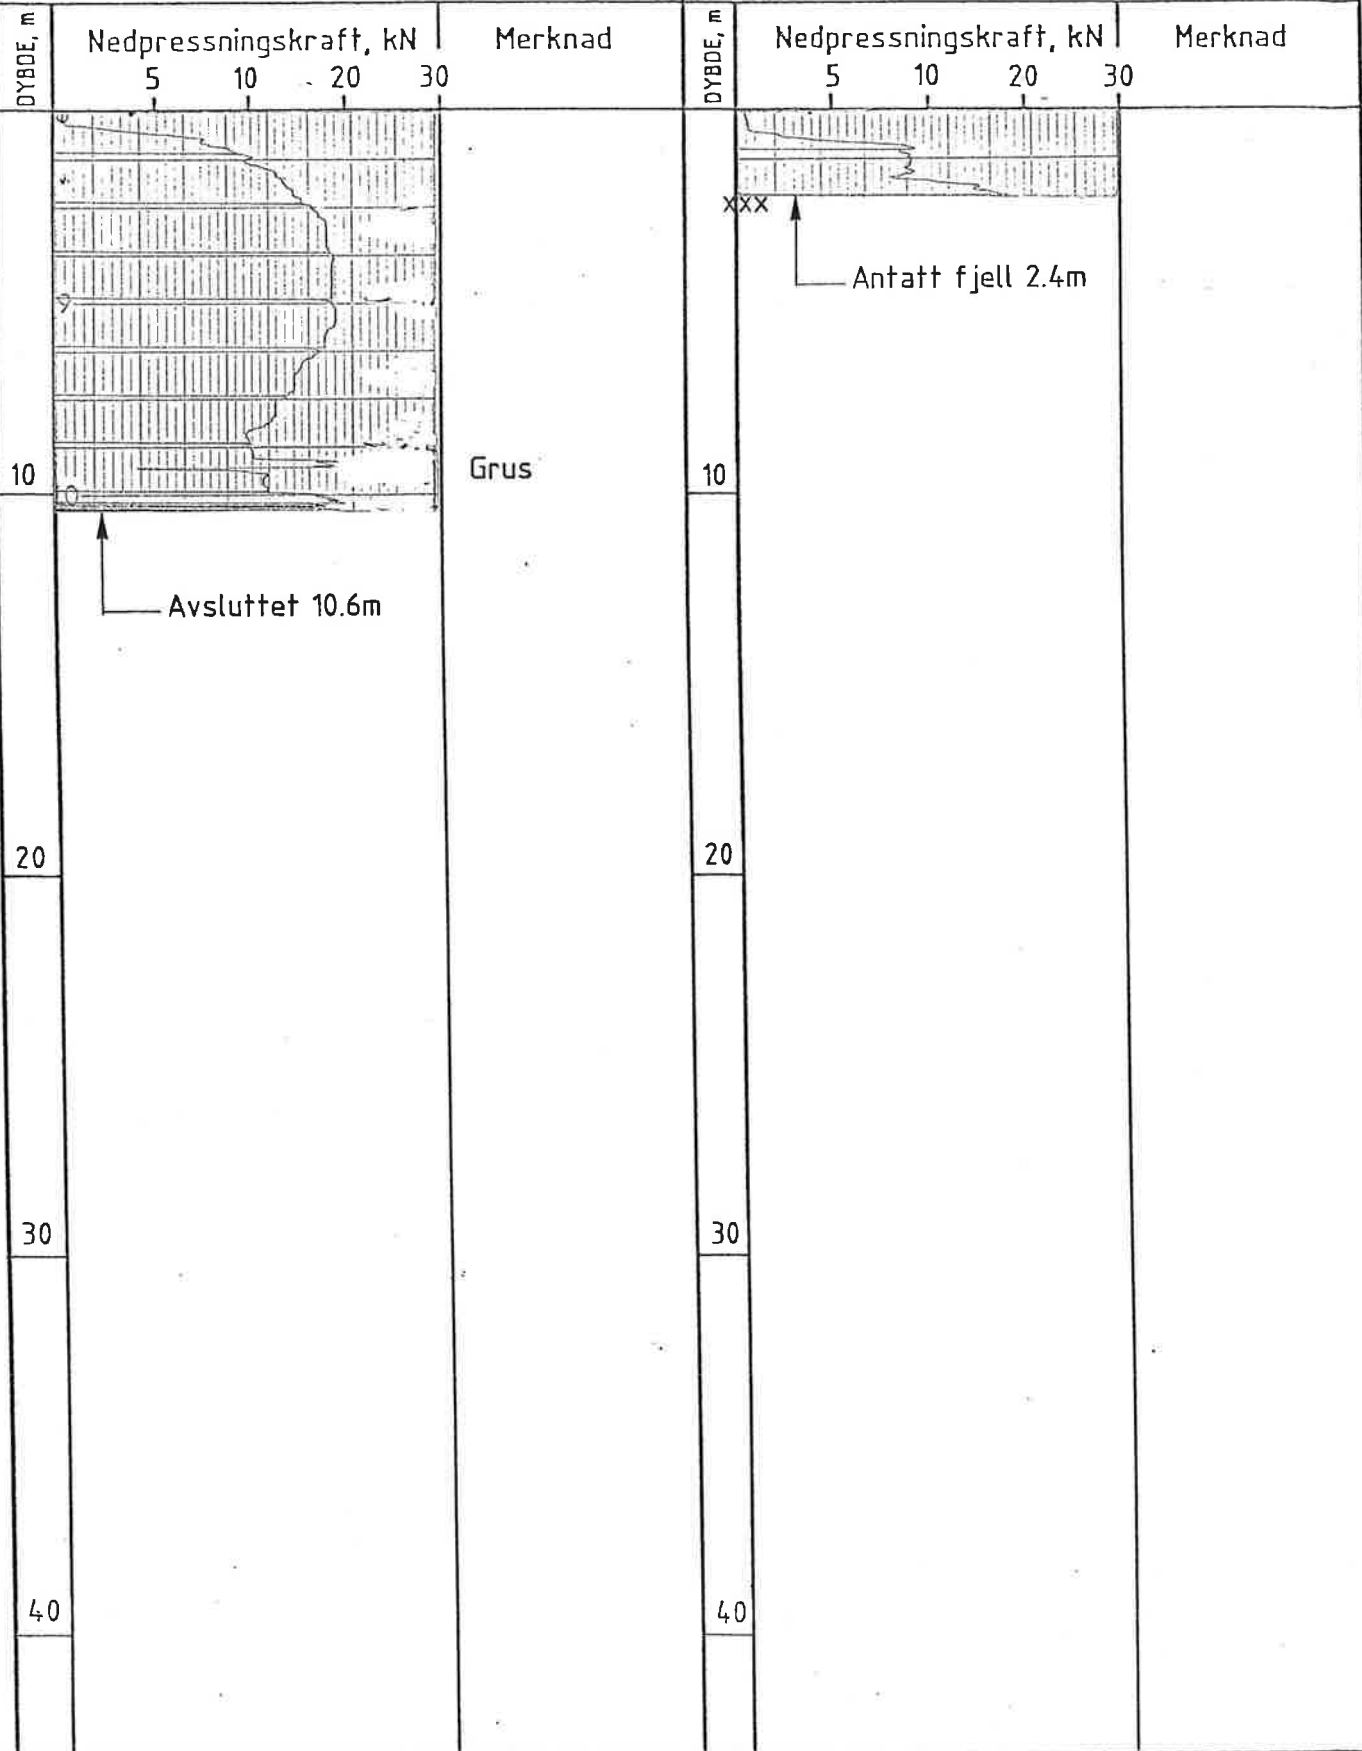 DYBDE, m
Nedpressningskraft, kN
Merknad
5 10 20 30
10
Grus
Avsluttet 10.6m
20
30
40
DYBDE, m
Nedpressningskraft, kN
Merknad
5 10 20 30
XXX
Antatt fjell 2.4m
10
20
30
40